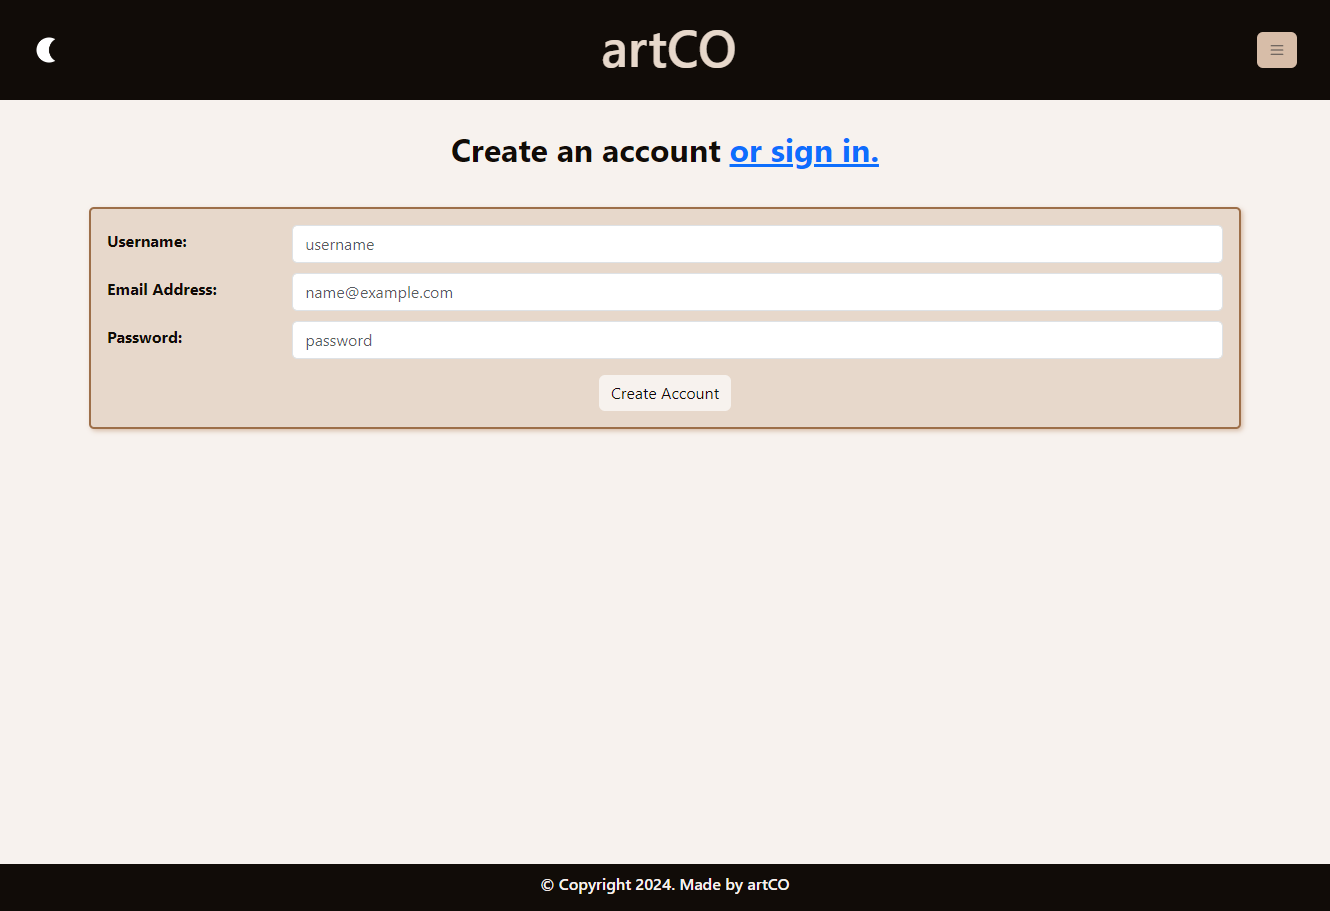 artCO
Create an account or sign in.
Username:
username
Email Address:
name@example.com
Password:
password
Create Account
© Copyright 2024. Made by artCO